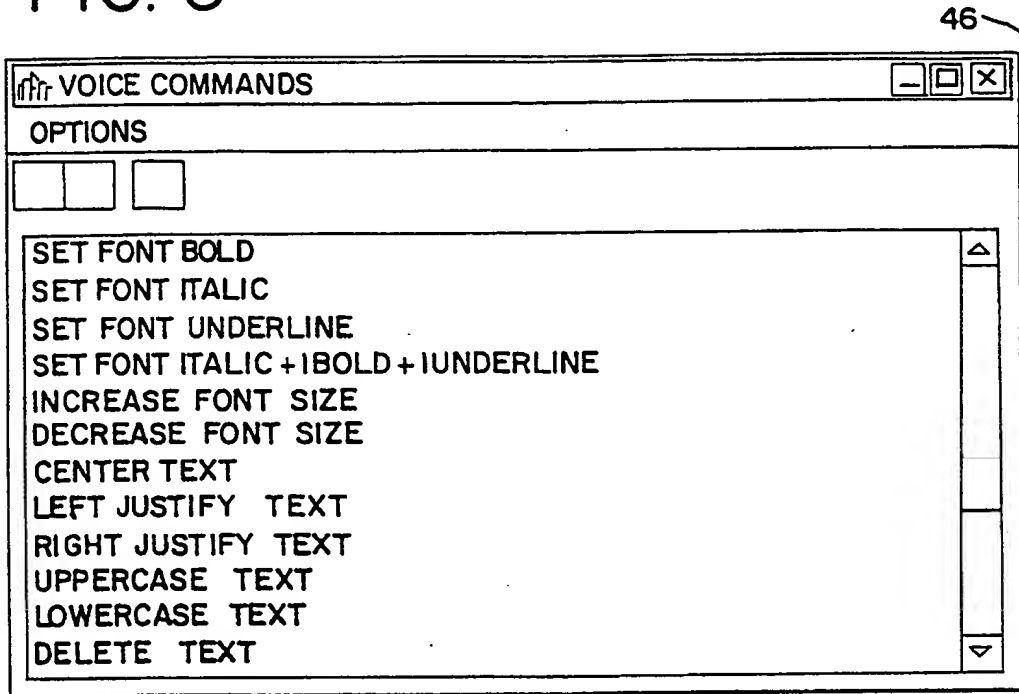 46
VOICE COMMANDS
OPTIONS
SET FONT BOLD
SET FONT ITALIC
SET FONT UNDERLINE
SET FONT ITALIC + IBOLD + IUNDERLINE
INCREASE FONT SIZE
DECREASE FONT SIZE
CENTER TEXT
LEFT JUSTIFY TEXT
RIGHT JUSTIFY TEXT
UPPERCASE TEXT
LOWERCASE TEXT
DELETE TEXT